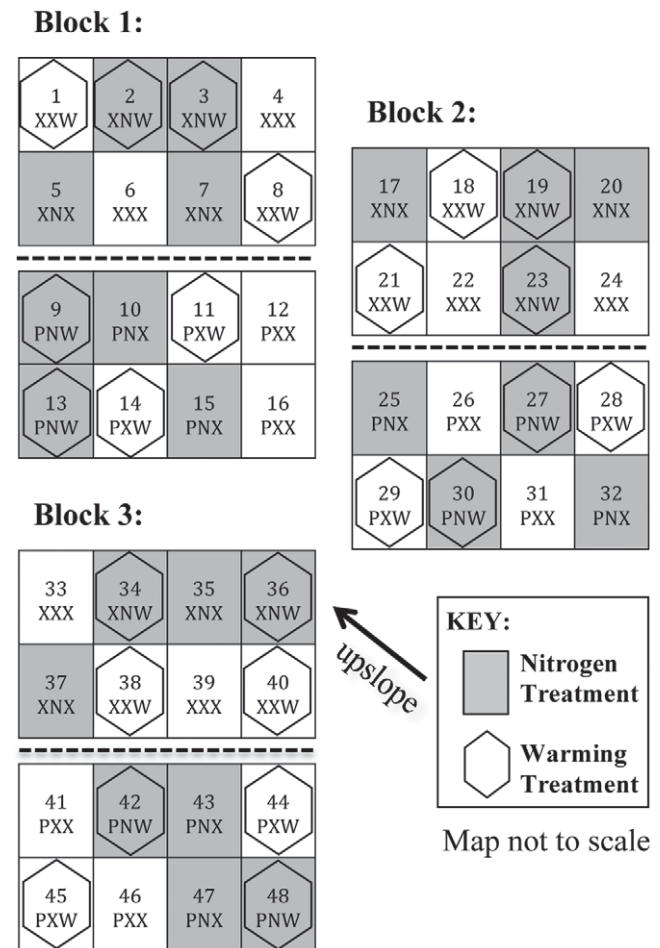 Block 1:
1 2 3 4
XXW XNW XNW XXX
5 6 7 8
XNX XXX XNX XXW
9 10 11 12
PNW PNX PXW PXX
13 14 15 16
PNW PXW PNX PXX
Block 2:
17 18 19 20
XNX XXW XNW XNX
21 22 23 24
XXW XXX XNW XXX
25 26 27 28
PNX PXX PNW PXW
29 30 31 32
PXW PNW PXX PNX
Block 3:
33 34 35 36
XXX XNW XNX XNW
37 38 39 40
XNX XXW XXX XXW
41 42 43 44
PXX PNW PNX PXW
45 46 47 48
PXW PXX PNX PNW
upslope
KEY:
Nitrogen
Treatment
Warming
Treatment
Map not to scale